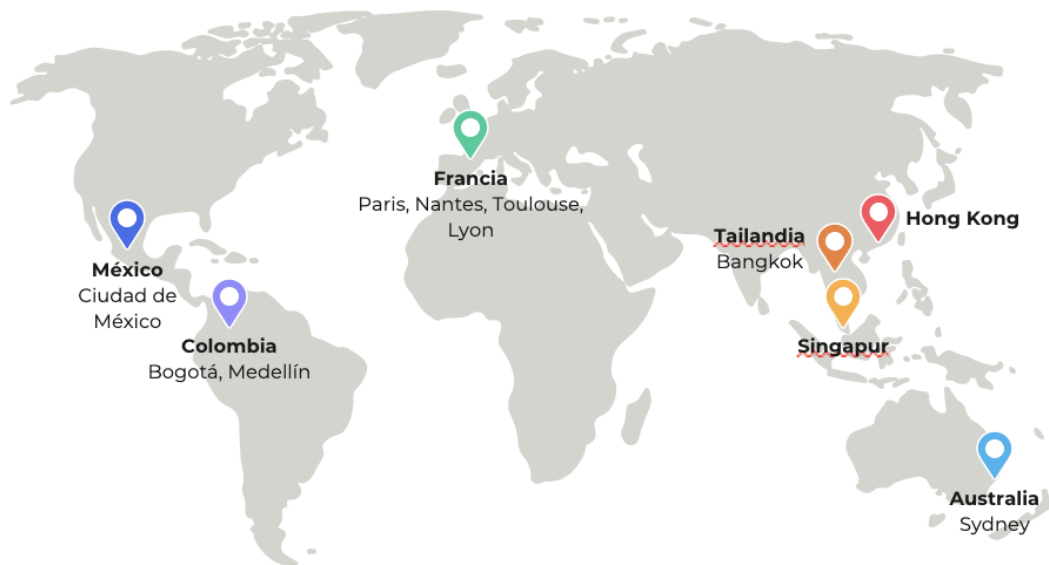 Francia
Paris, Nantes, Toulouse,
Lyon
Hong Kong
Tailandia
Bangkok
México
Ciudad de
México
Colombia
Bogotá, Medellín
Singapur
Australia
Sydney